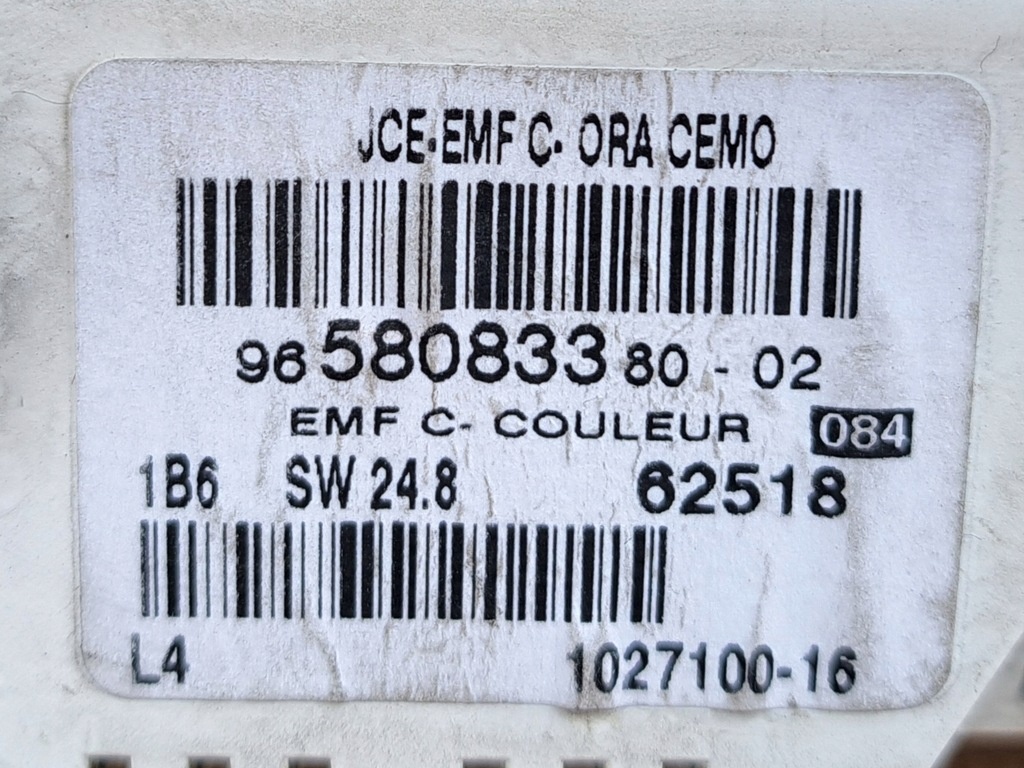 JCE-EMF C- ORA CEMO
96 580833 80 - 02
EMF C- COULEUR 084
1B6 SW 24.8 62518
L4 1027100-16